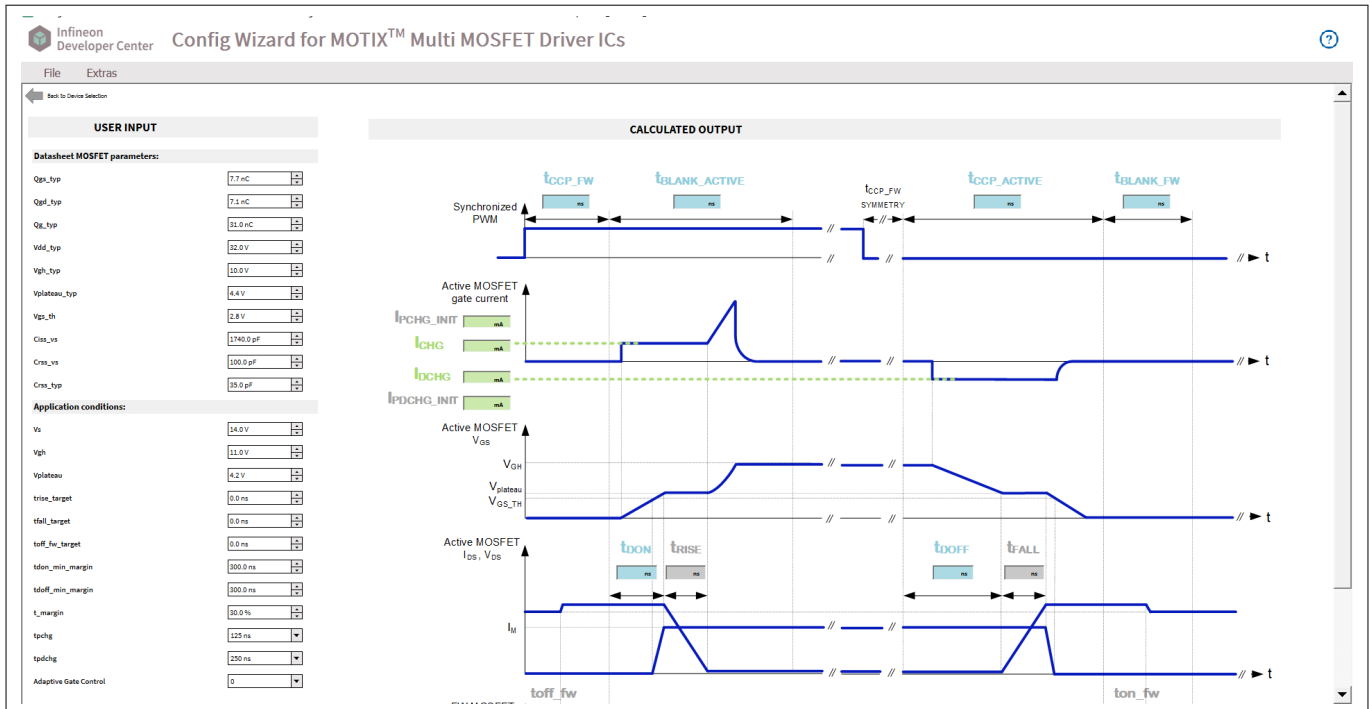 Infineon
Developer Center
Config Wizard for MOTIX™ Multi MOSFET Driver ICs
?
File Extras
Back to Device Selection
USER INPUT
Datasheet MOSFET parameters:
Qgs_typ 7.7 nC
Qgd_typ 7.1 nC
Qg_typ 31.0 nC
Vdd_typ 32.0 V
Vgh_typ 10.0 V
Vplateau_typ 4.4 V
Vgs_th 2.8 V
Ciss_vs 1740.0 pF
Crss_vs 100.0 pF
Crss_typ 35.0 pF
Application conditions:
Vs 14.0 V
Vgh 11.0 V
Vplateau 4.2 V
trise_target 0.0 ns
tfall_target 0.0 ns
toff_fw_target 0.0 ns
tdon_min_margin 300.0 ns
tdoff_min_margin 300.0 ns
t_margin 30.0 %
tpchg 125 ns
tpdchg 250 ns
Adaptive Gate Control 0
CALCULATED OUTPUT
tCCP_FW tBLANK_ACTIVE tCCP_FW tCCP_ACTIVE tBLANK_FW
SYMMETRY
ns ns ns ns
Synchronized
PWM
// // // // // t
Active MOSFET
gate current
IPCHG_INIT mA
ICHG mA
// // // t
IDCHG mA
IPDCHG_INIT mA
Active MOSFET
VGS
VGH // //
Vplateau
VGS_TH
// // // t
Active MOSFET
IDS, VDS
tDON tRISE tDOFF tFALL
ns ns ns ns
IM // //
// // // t
toff_fw ton_fw